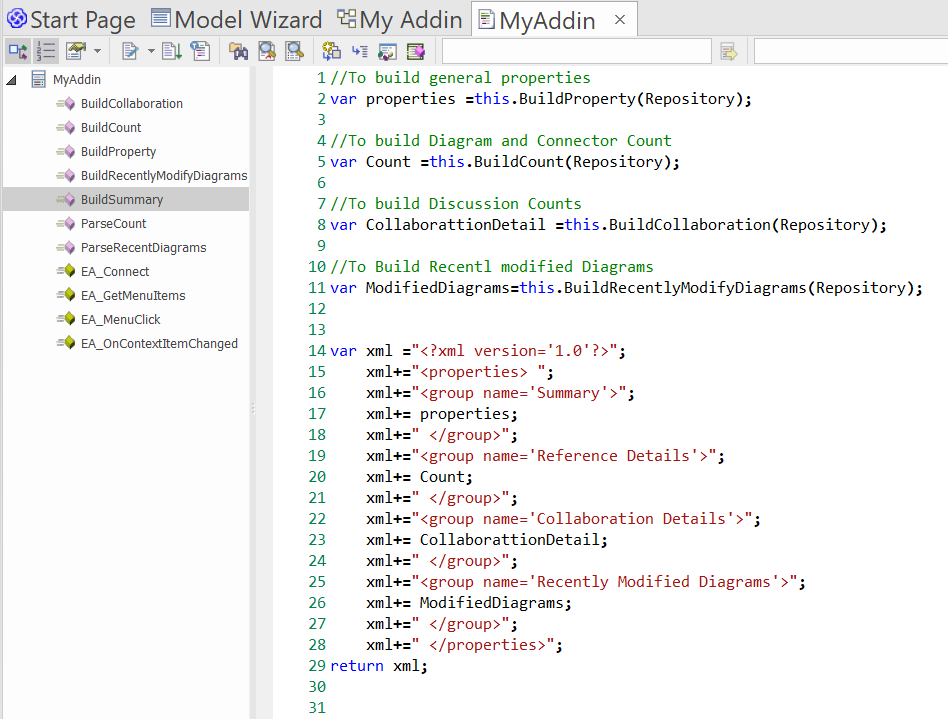 Start Page Model Wizard My Addin MyAddin ×
MyAddin
BuildCollaboration
BuildCount
BuildProperty
BuildRecentlyModifyDiagrams
BuildSummary
ParseCount
ParseRecentDiagrams
EA_Connect
EA_GetMenuItems
EA_MenuClick
EA_OnContextItemChanged
1 //To build general properties
2 var properties =this.BuildProperty(Repository);
3
4 //To build Diagram and Connector Count
5 var Count =this.BuildCount(Repository);
6
7 //To build Discussion Counts
8 var CollaborattionDetail =this.BuildCollaboration(Repository);
9
10 //To Build Recentl modified Diagrams
11 var ModifiedDiagrams=this.BuildRecentlyModifyDiagrams(Repository);
12
13
14 var xml ="<?xml version='1.0'?>";
15 xml+="<properties> ";
16 xml+="<group name='Summary'>";
17 xml+= properties;
18 xml+=" </group>";
19 xml+="<group name='Reference Details'>";
20 xml+= Count;
21 xml+=" </group>";
22 xml+="<group name='Collaboration Details'>";
23 xml+= CollaborattionDetail;
24 xml+=" </group>";
25 xml+="<group name='Recently Modified Diagrams'>";
26 xml+= ModifiedDiagrams;
27 xml+=" </group>";
28 xml+=" </properties>";
29 return xml;
30
31